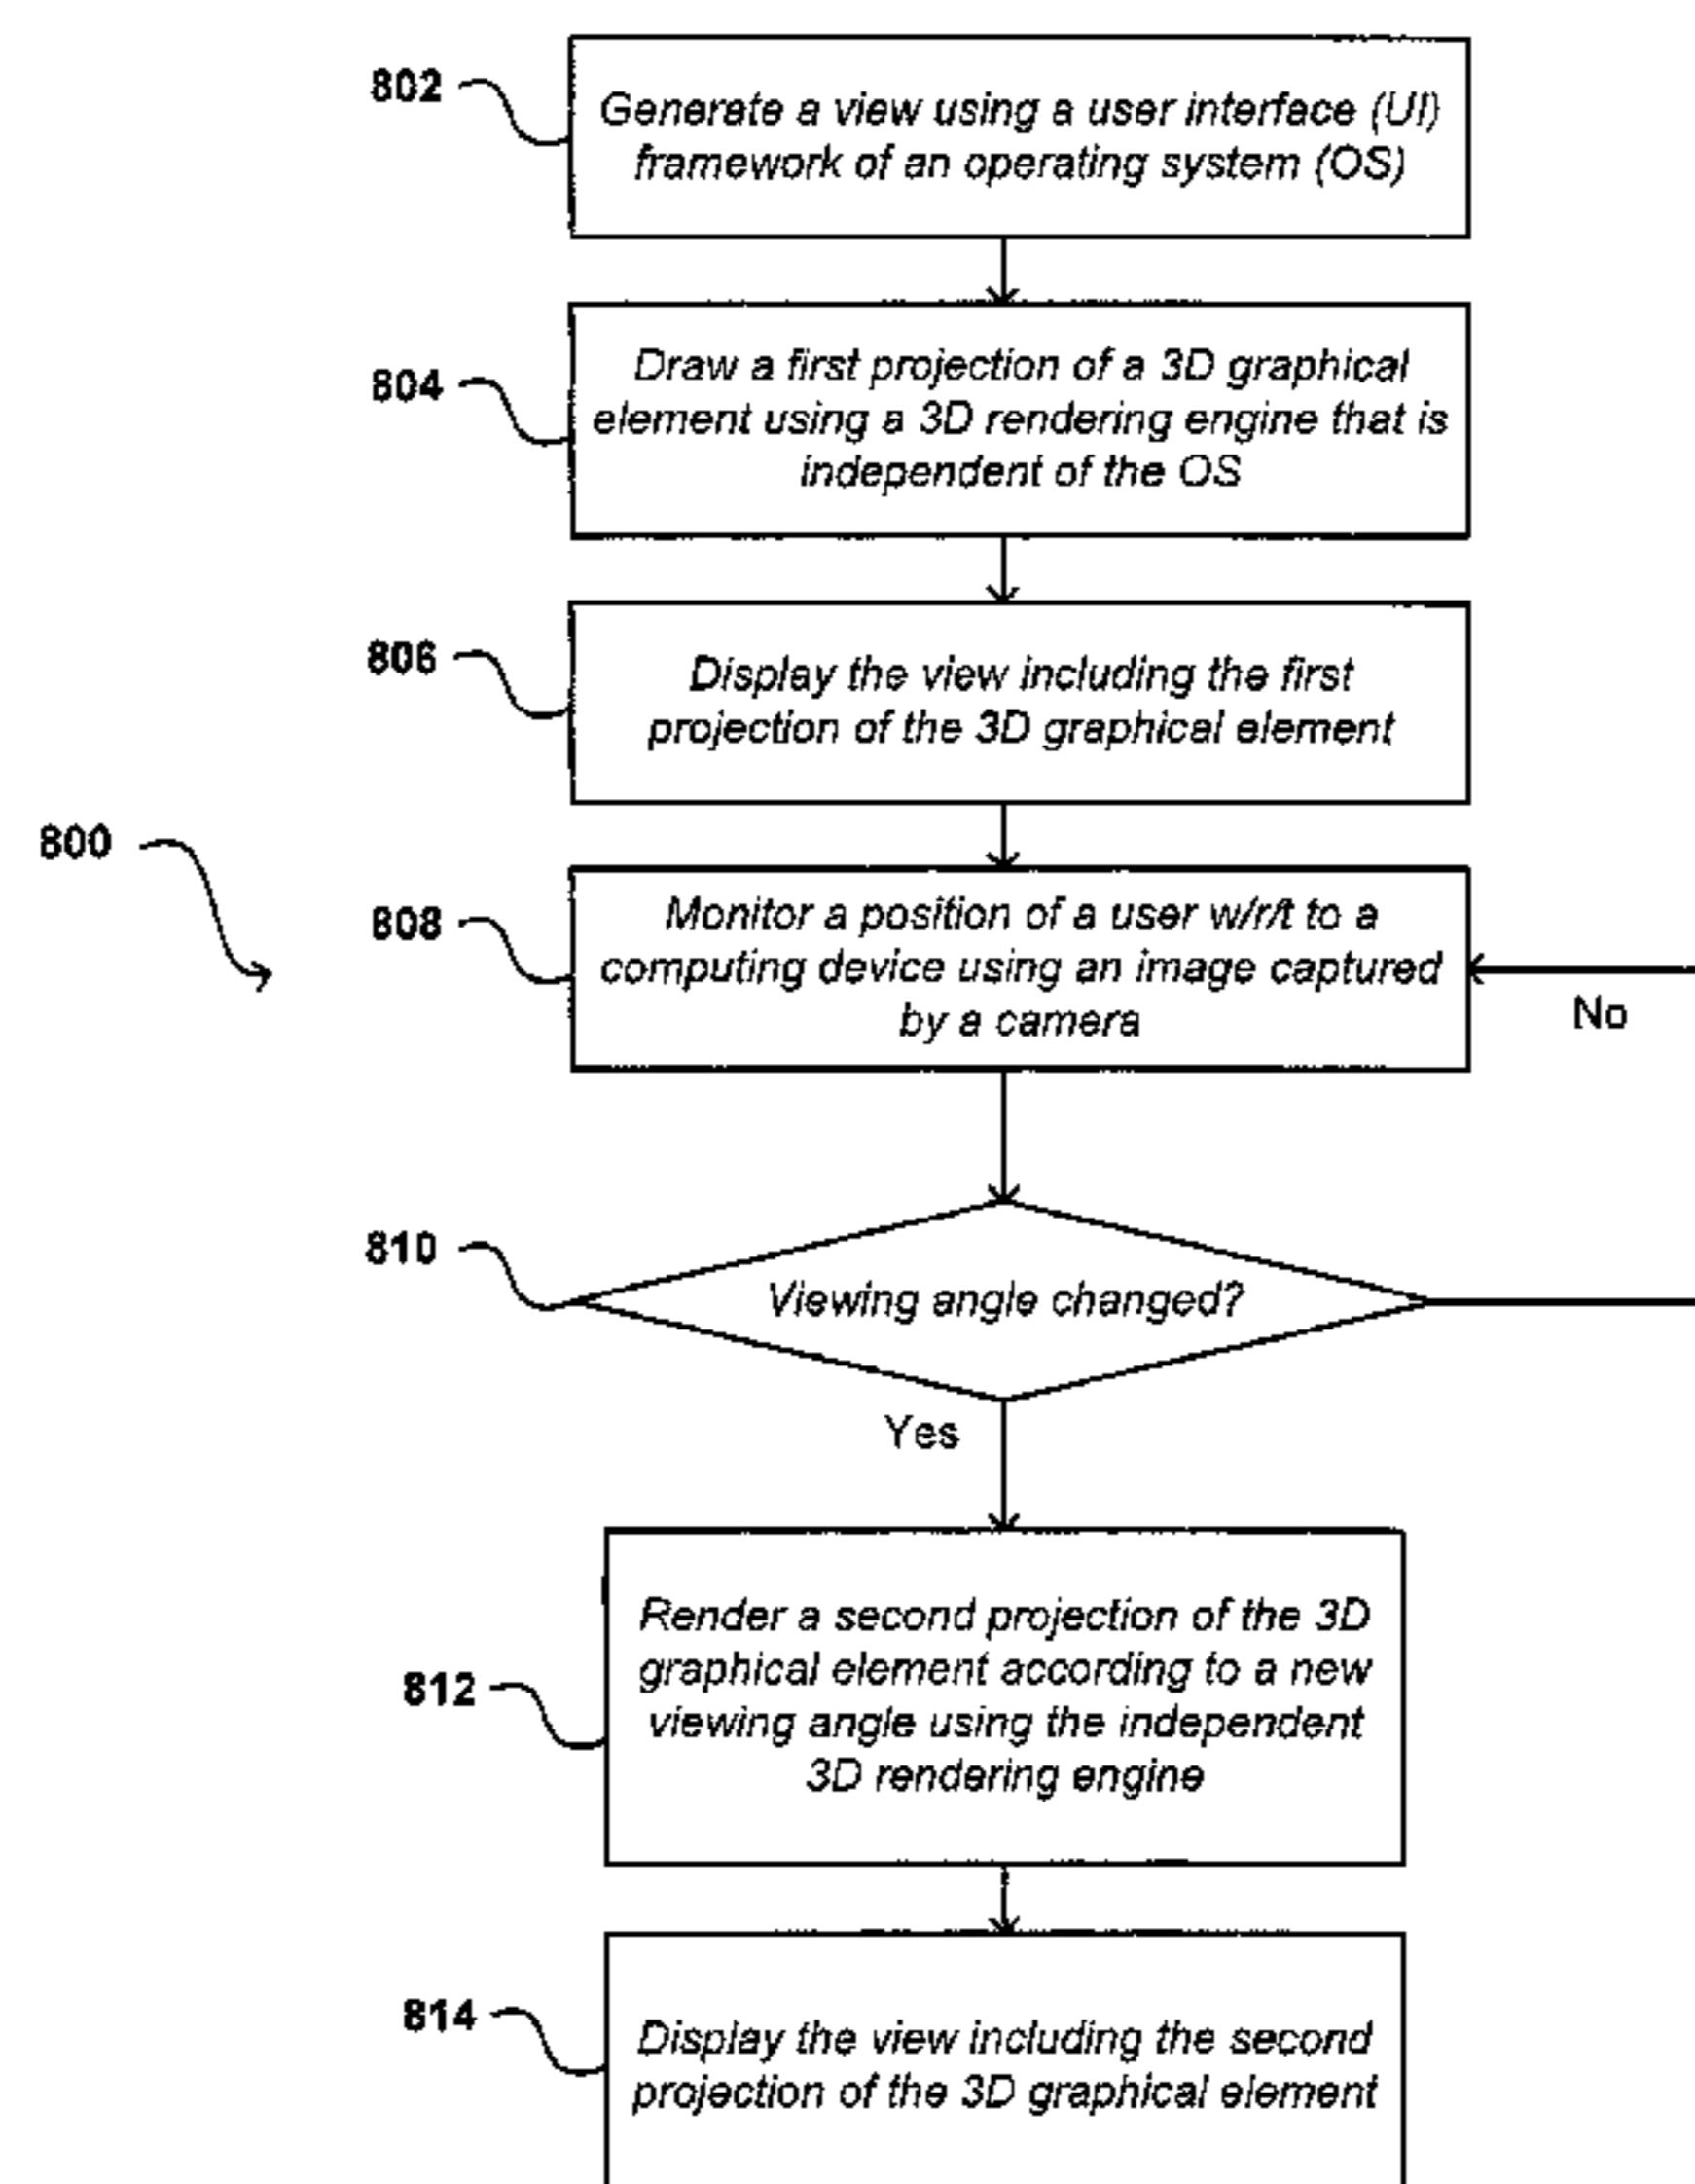 802
Generate a view using a user interface (UI)
framework of an operating system (OS)
804
Draw a first projection of a 3D graphical
element using a 3D rendering engine that is
independent of the OS
806
Display the view including the first
projection of the 3D graphical element
800
808
Monitor a position of a user w/r/t to a
computing device using an image captured
by a camera
No
810
Viewing angle changed?
Yes
812
Render a second projection of the 3D
graphical element according to a new
viewing angle using the independent
3D rendering engine
814
Display the view including the second
projection of the 3D graphical element